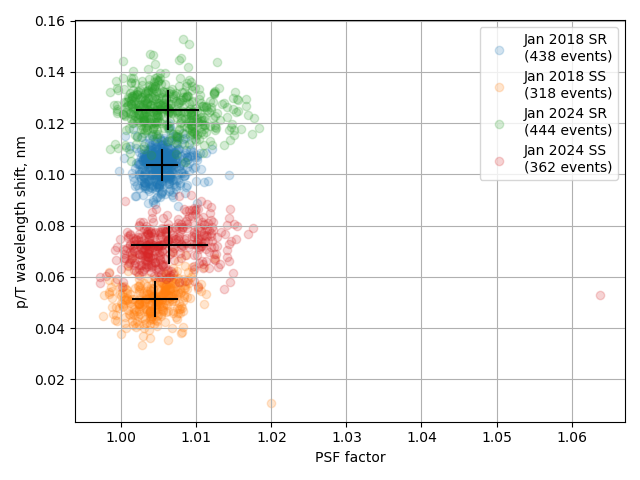 0.16
0.14
0.12
0.10
0.08
0.06
0.04
0.02
p/T wavelength shift, nm
Jan 2018 SR
(438 events)
Jan 2018 SS
(318 events)
Jan 2024 SR
(444 events)
Jan 2024 SS
(362 events)
1.00 1.01 1.02 1.03 1.04 1.05 1.06
PSF factor